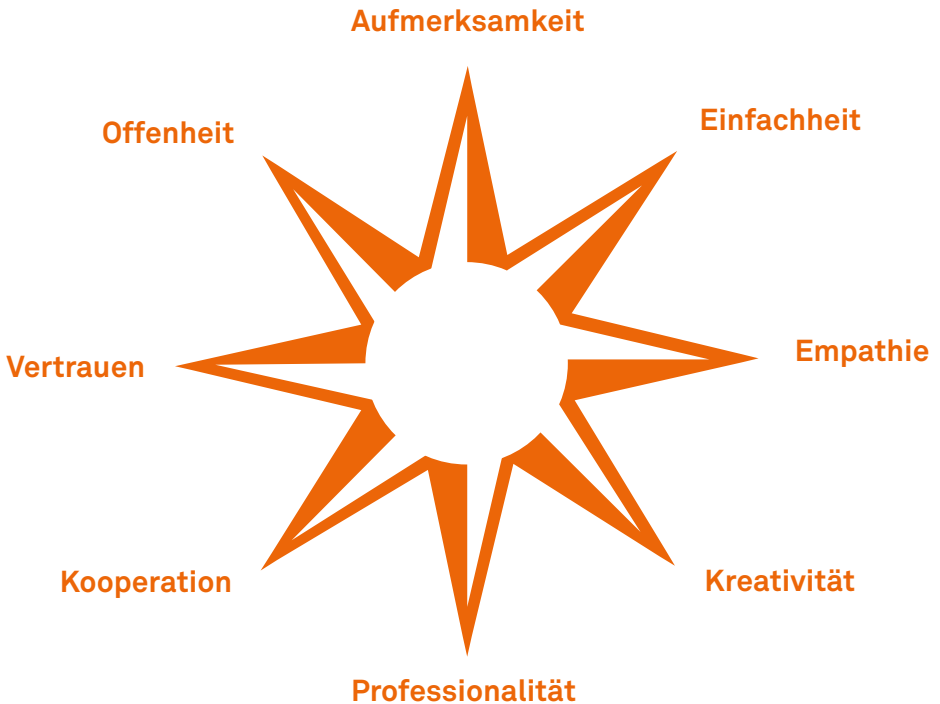 Aufmerksamkeit
Einfachheit
Offenheit
Empathie
Vertrauen
Kreativität
Kooperation
Professionalität